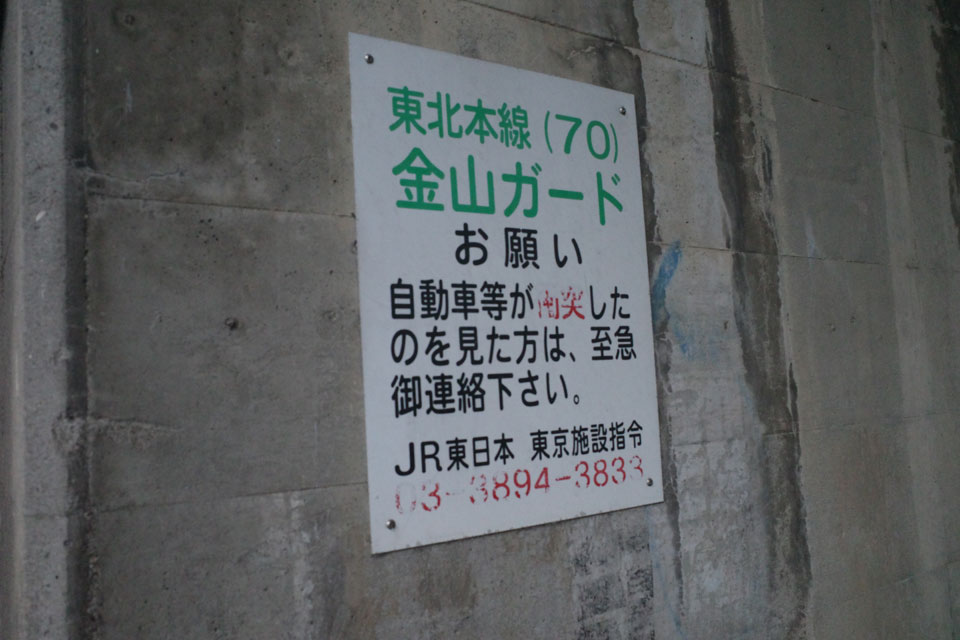 東北本線(70)
金山ガード
お願い
自動車等が衝突した
のを見た方は、至急
御連絡下さい。
JR東日本 東京施設指令
03-3894-3833